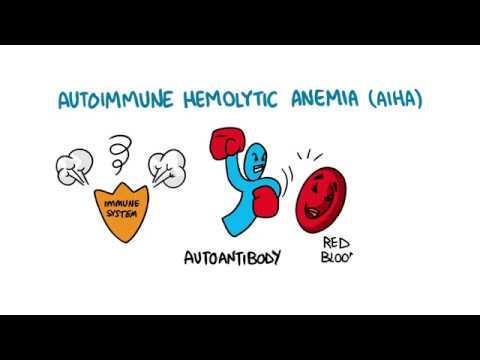 AUTOIMMUNE HEMOLYTIC ANEMIA (AIHA)
IMMUNE
SYSTEM
AUTOANTIBODY
RED
BLOO